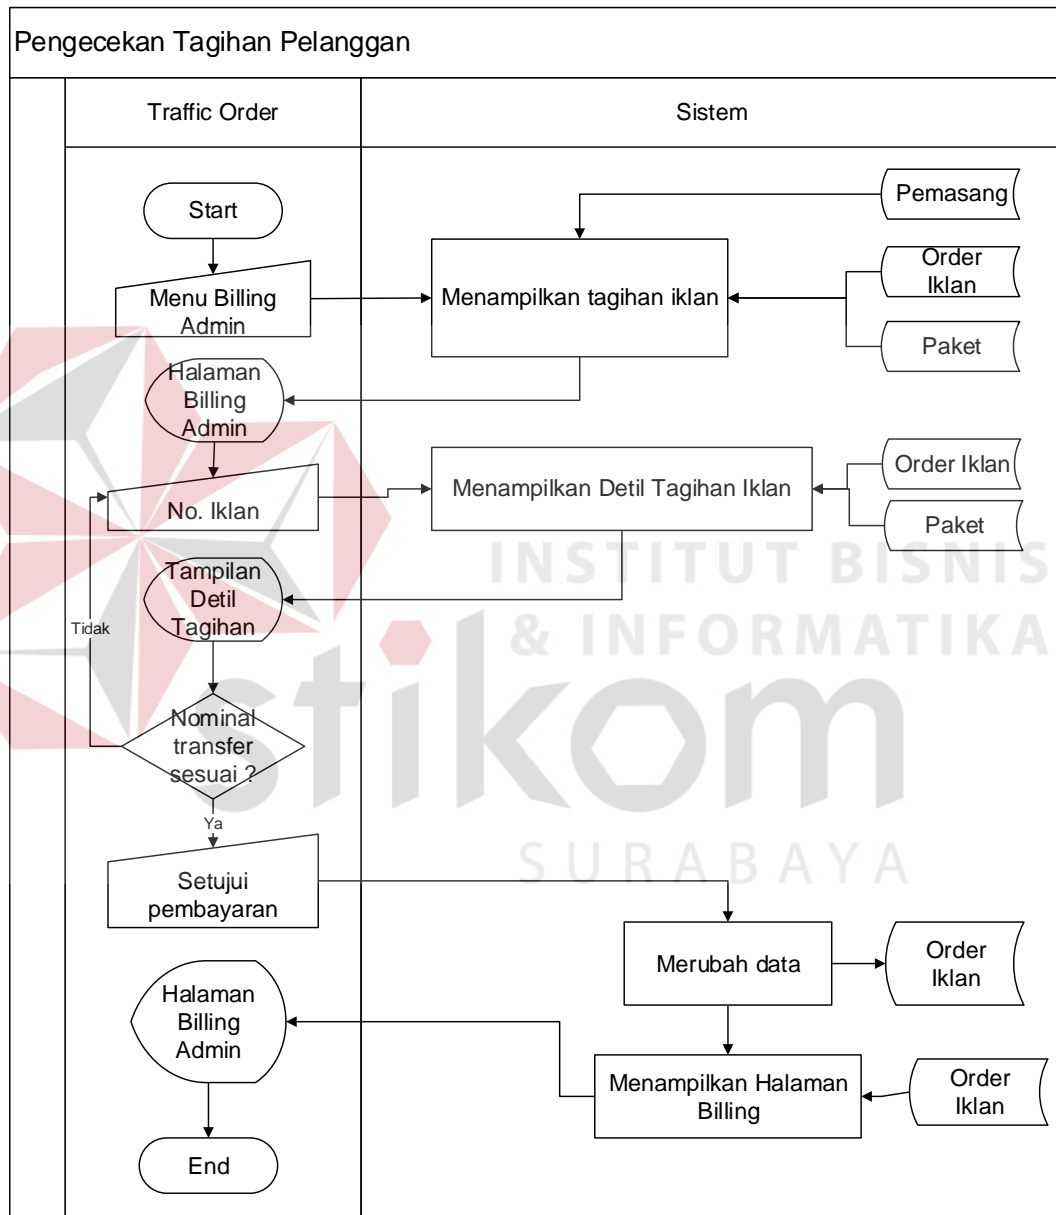 Pengecekan Tagihan Pelanggan
Traffic Order
Sistem
Start
Pemasang
Menu Billing
Admin
Menampilkan tagihan iklan
Order
Iklan
Paket
Halaman
Billing
Admin
No. Iklan
Menampilkan Detil Tagihan Iklan
Order Iklan
Paket
Tampilan
Detil
Tagihan
Tidak
Nominal
transfer
sesuai ?
Ya
Setujui
pembayaran
Merubah data
Order
Iklan
Halaman
Billing
Admin
Menampilkan Halaman
Billing
Order
Iklan
End
INSTITUT BISNIS
& INFORMATIKA
stikom
SURABAYA